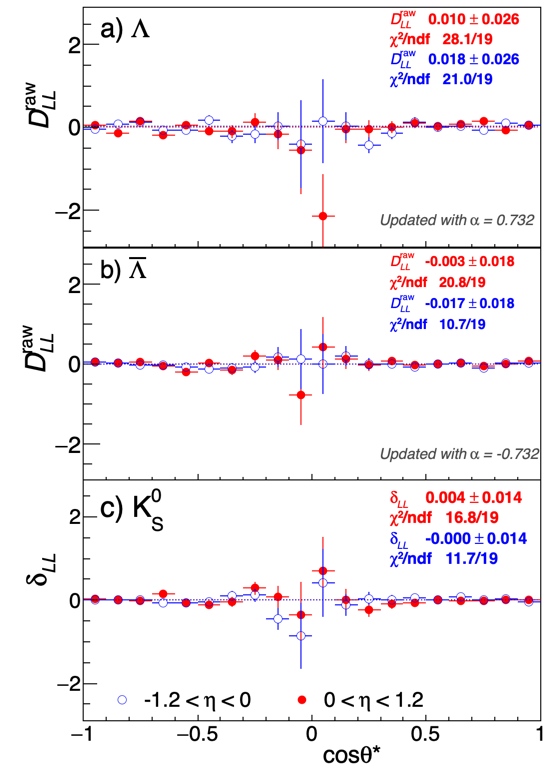 a) Λ
D_LL^raw 0.010 ± 0.026
χ²/ndf 28.1/19
D_LL^raw 0.018 ± 0.026
χ²/ndf 21.0/19
2
0
−2
D_LL^raw
Updated with α = 0.732
b) Λ̅
D_LL^raw -0.003 ± 0.018
χ²/ndf 20.8/19
D_LL^raw -0.017 ± 0.018
χ²/ndf 10.7/19
2
0
−2
D_LL^raw
Updated with α = -0.732
c) K_S^0
δ_LL 0.004 ± 0.014
χ²/ndf 16.8/19
δ_LL -0.000 ± 0.014
χ²/ndf 11.7/19
2
0
−2
δ_LL
-1.2 < η < 0 0 < η < 1.2
−1 −0.5 0 0.5 1
cosθ*